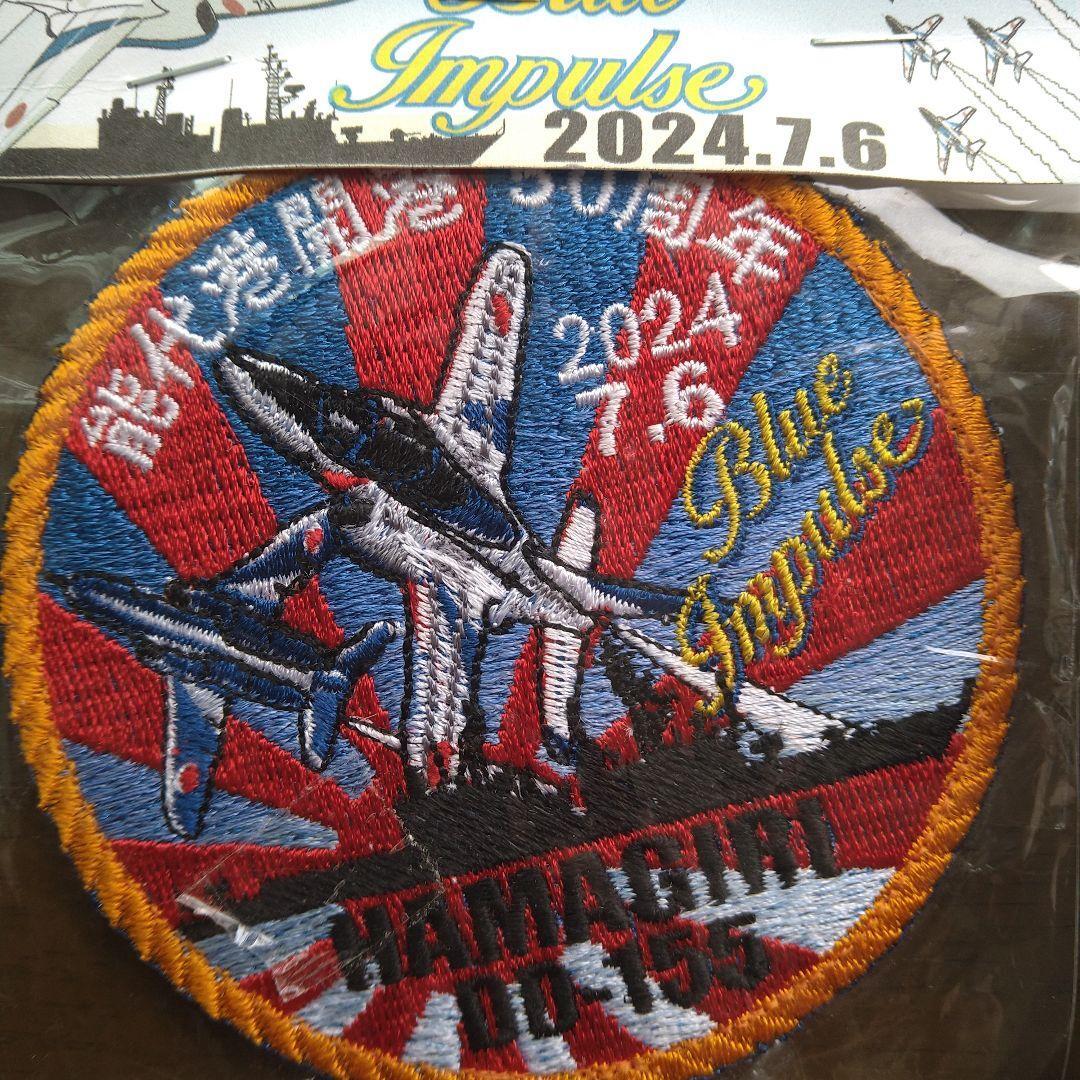 Blue
Impulse
2024.7.6
能代港開港 50周年
2024
7.6
Blue
Impulse
HAMAGIRI
DD-155